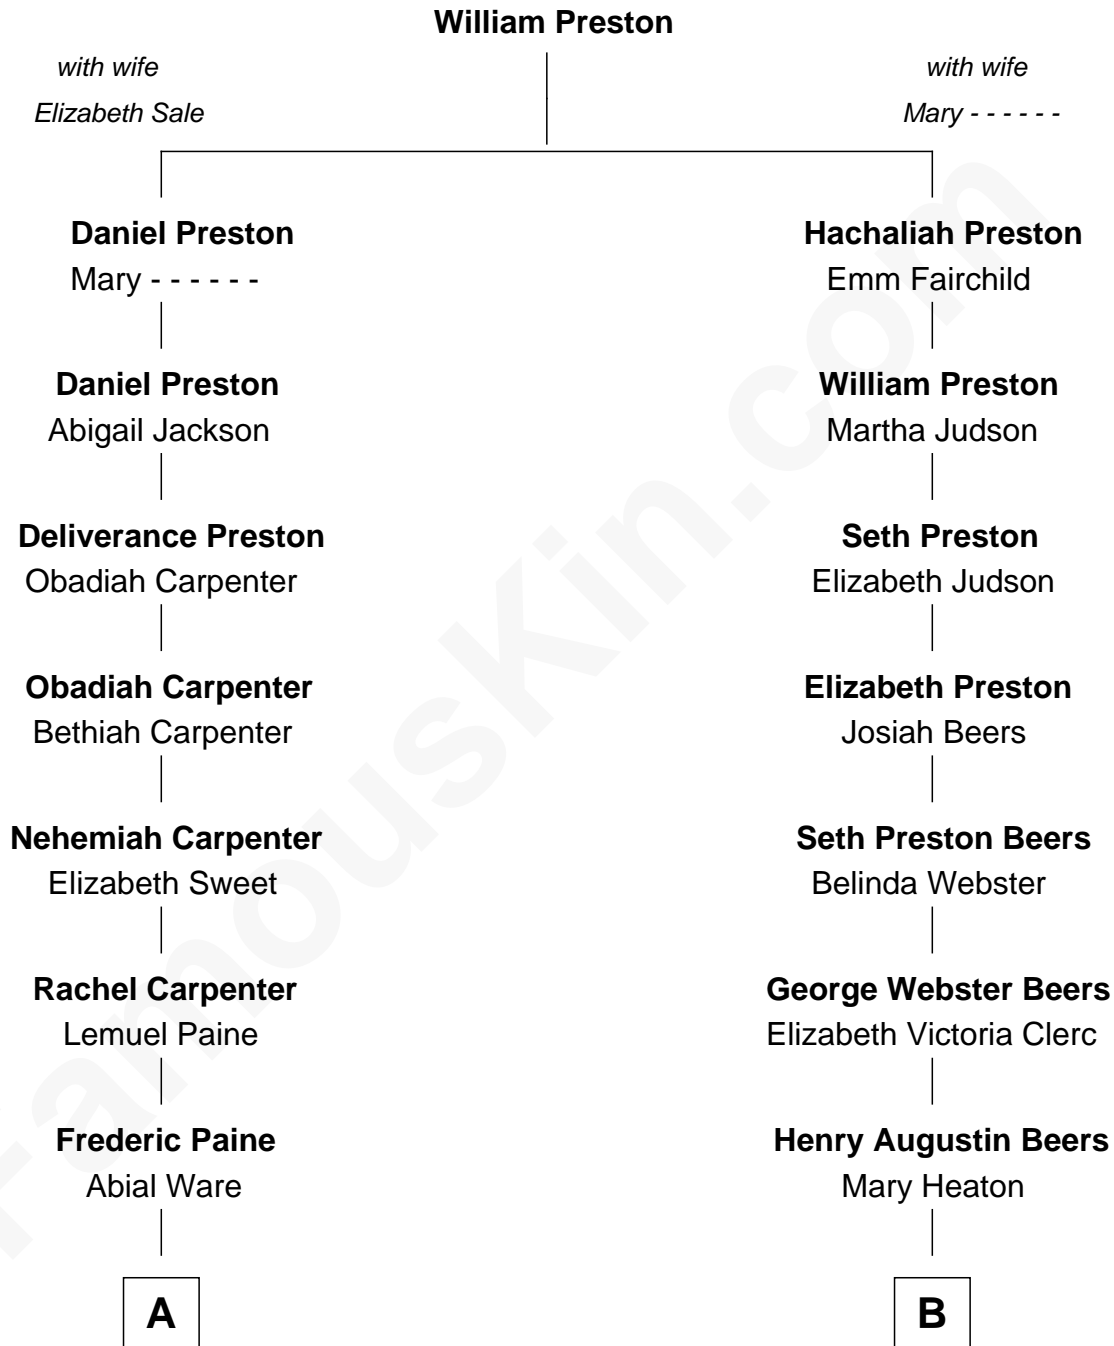 William Preston
with wife
Elizabeth Sale
with wife
Mary - - - - - -
Daniel Preston
Mary - - - - - -
Hachaliah Preston
Emm Fairchild
Daniel Preston
Abigail Jackson
William Preston
Martha Judson
Deliverance Preston
Obadiah Carpenter
Seth Preston
Elizabeth Judson
Obadiah Carpenter
Bethiah Carpenter
Elizabeth Preston
Josiah Beers
Nehemiah Carpenter
Elizabeth Sweet
Seth Preston Beers
Belinda Webster
Rachel Carpenter
Lemuel Paine
George Webster Beers
Elizabeth Victoria Clerc
Frederic Paine
Abial Ware
Henry Augustin Beers
Mary Heaton
A
B
FamousKin.com